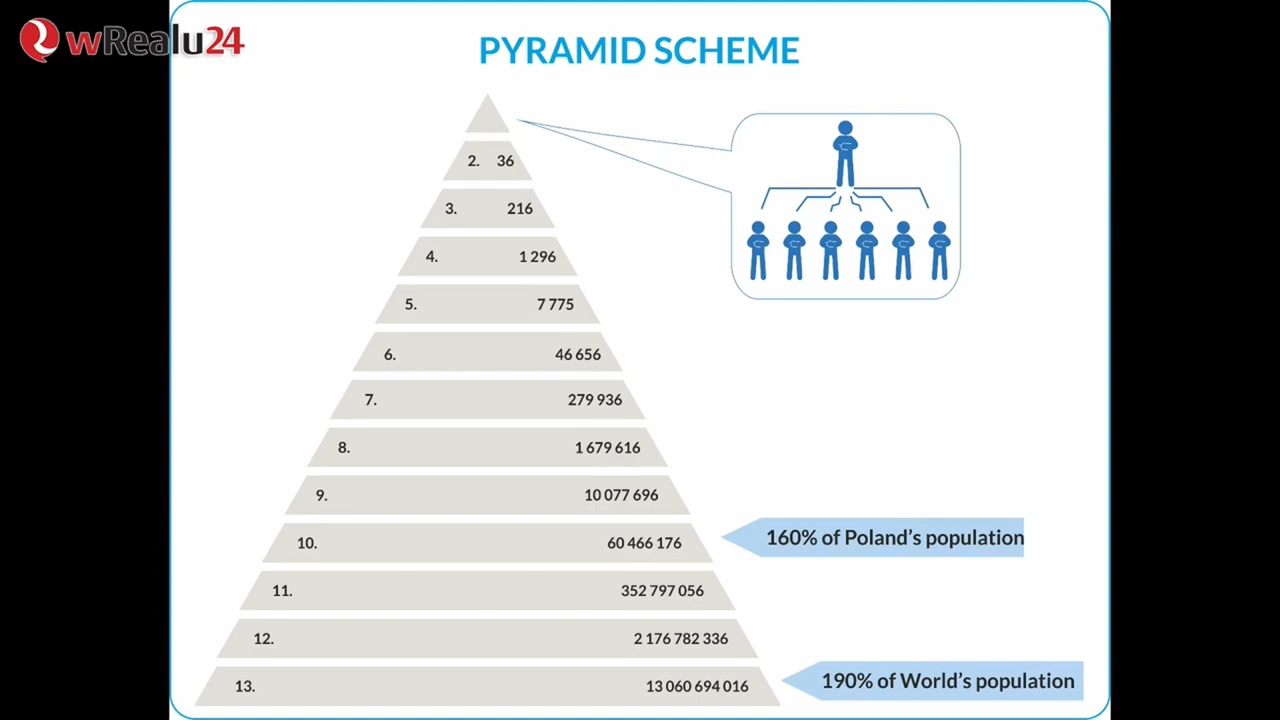 wRealu24
PYRAMID SCHEME
2. 36
3. 216
4. 1 296
5. 7 775
6. 46 656
7. 279 936
8. 1 679 616
9. 10 077 696
10. 60 466 176
160% of Poland's population
11. 352 797 056
12. 2 176 782 336
13. 13 060 694 016
190% of World's population